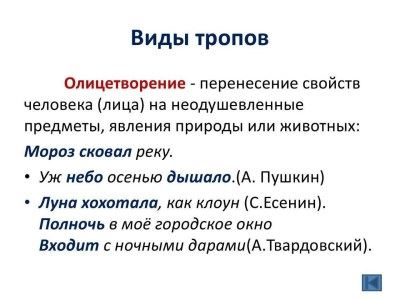 Виды тропов
Олицетворение - перенесение свойств
человека (лица) на неодушевленные
предметы, явления природы или животных:
Мороз сковал реку.
• Уж небо осенью дышало.(А. Пушкин)
• Луна хохотала, как клоун (С.Есенин).
Полночь в моё городское окно
Входит с ночными дарами(А.Твардовский).